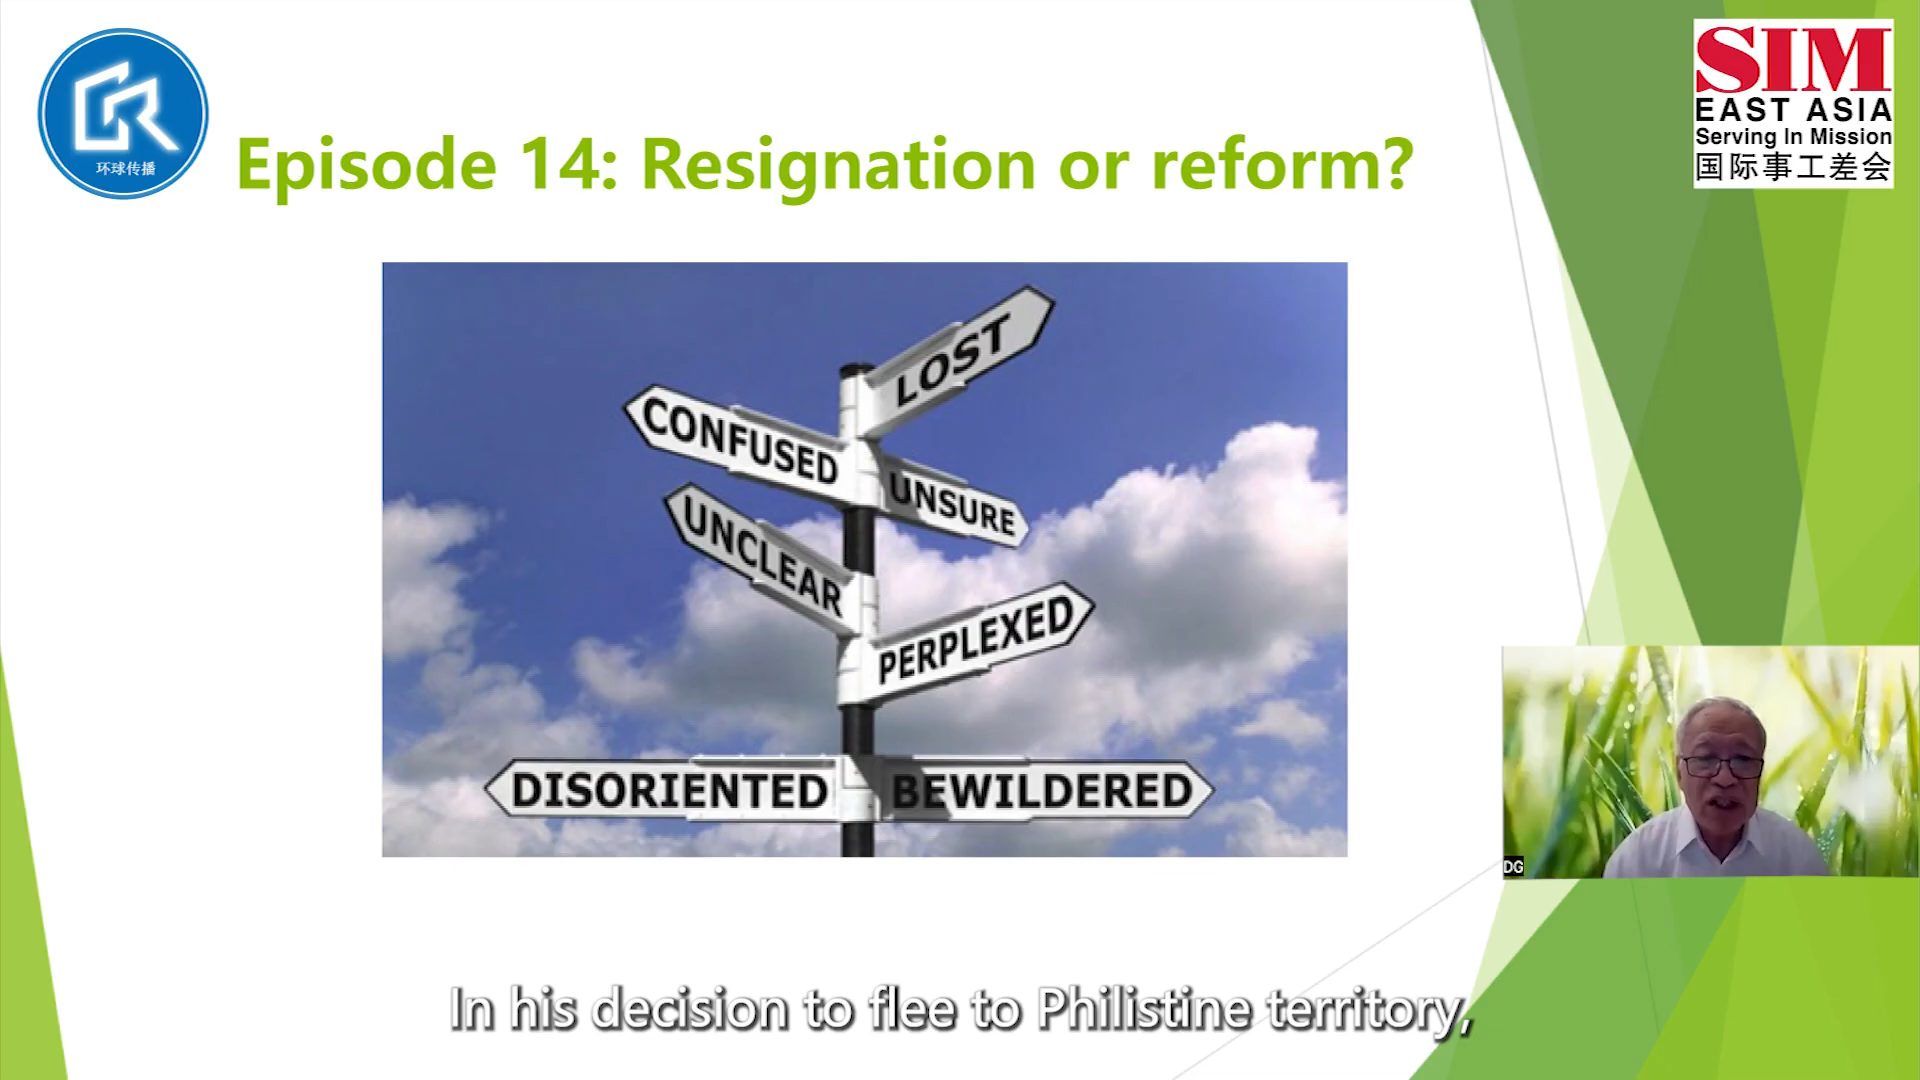 环球传播
Episode 14: Resignation or reform?
SIM
EAST ASIA
Serving In Mission
国际事工差会
LOST
CONFUSED
UNSURE
UNCLEAR
PERPLEXED
DISORIENTED
BEWILDERED
DG
In his decision to flee to Philistine territory,